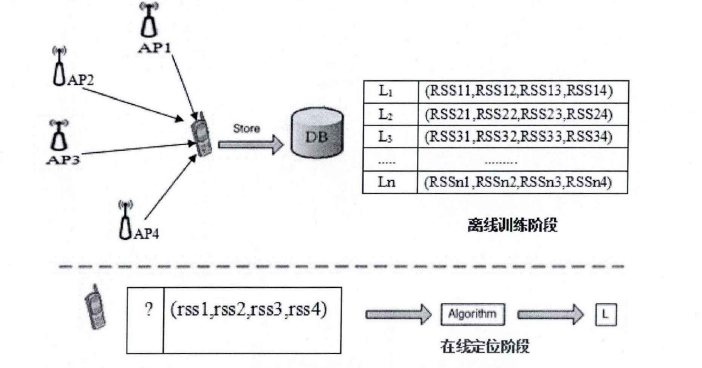 AP1
AP2
AP3
AP4
Store
DB
L1 (RSS11,RSS12,RSS13,RSS14)
L2 (RSS21,RSS22,RSS23,RSS24)
L3 (RSS31,RSS32,RSS33,RSS34)
..... .........
Ln (RSSn1,RSSn2,RSSn3,RSSn4)
离线训练阶段
? (rss1,rss2,rss3,rss4)
Algorithm
L
在线定位阶段